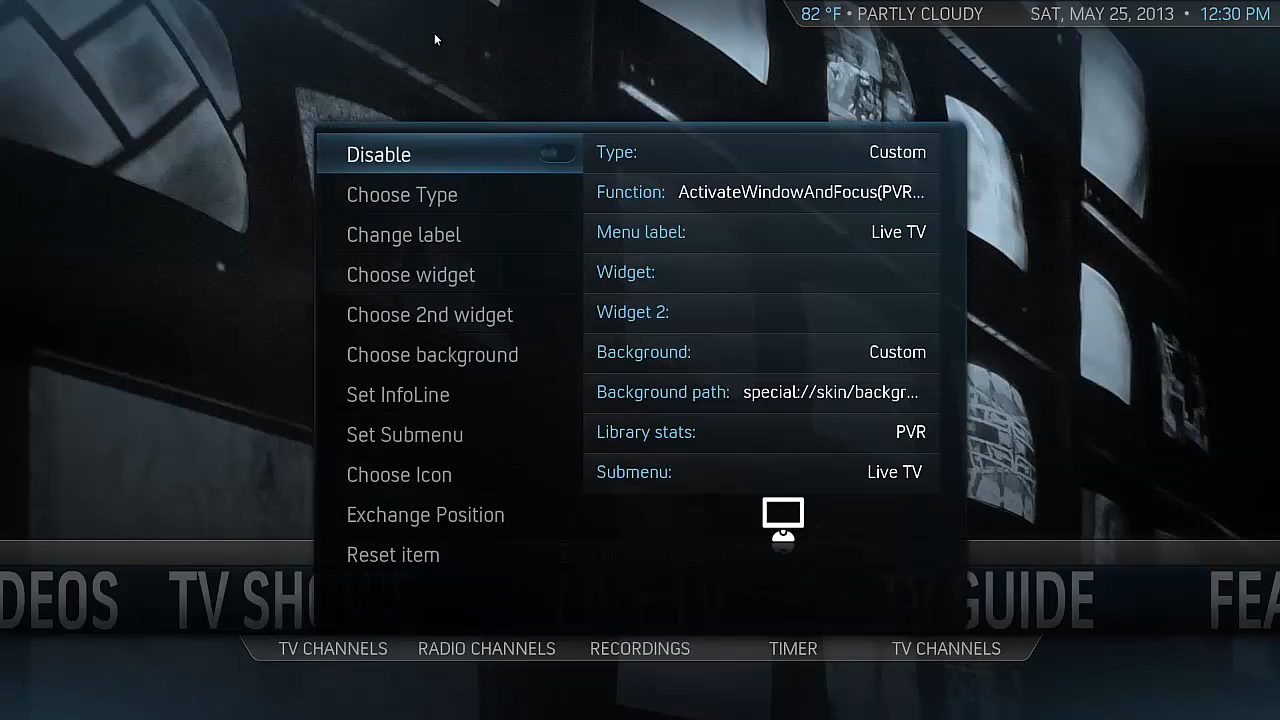 82 °F • PARTLY CLOUDY SAT, MAY 25, 2013 • 12:30 PM
Disable
Choose Type
Change label
Choose widget
Choose 2nd widget
Choose background
Set InfoLine
Set Submenu
Choose Icon
Exchange Position
Reset item
Type: Custom
Function: ActivateWindowAndFocus(PVR...
Menu label: Live TV
Widget:
Widget 2:
Background: Custom
Background path: special://skin/backgr...
Library stats: PVR
Submenu: Live TV
DEOS TV SHO GUIDE FEA
TV CHANNELS RADIO CHANNELS RECORDINGS TIMER TV CHANNELS